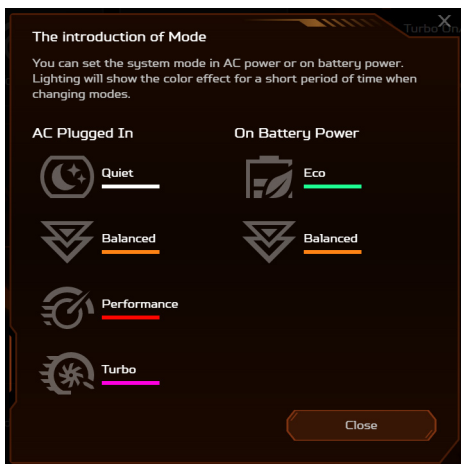 Turbo On
The introduction of Mode
You can set the system mode in AC power or on battery power.
Lighting will show the color effect for a short period of time when
changing modes.
AC Plugged In
On Battery Power
Quiet
Eco
Balanced
Balanced
Performance
Turbo
Close